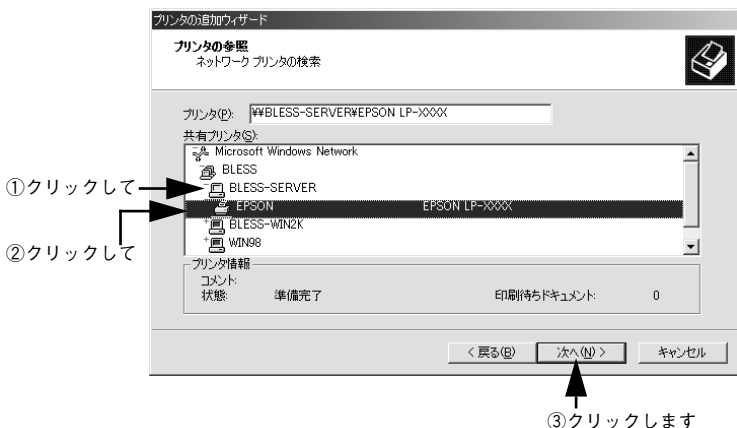 プリンタの追加ウィザード
プリンタの参照
ネットワーク プリンタの検索
プリンタ(P): ¥¥BLESS-SERVER¥EPSON LP-XXXX
共有プリンタ(S):
Microsoft Windows Network
BLESS
①クリックして
BLESS-SERVER
EPSON EPSON LP-XXXX
②クリックして
BLESS-WIN2K
WIN98
プリンタ情報
コメント:
状態: 準備完了 印刷待ちドキュメント: 0
< 戻る(B) 次へ(N) > キャンセル
③クリックします